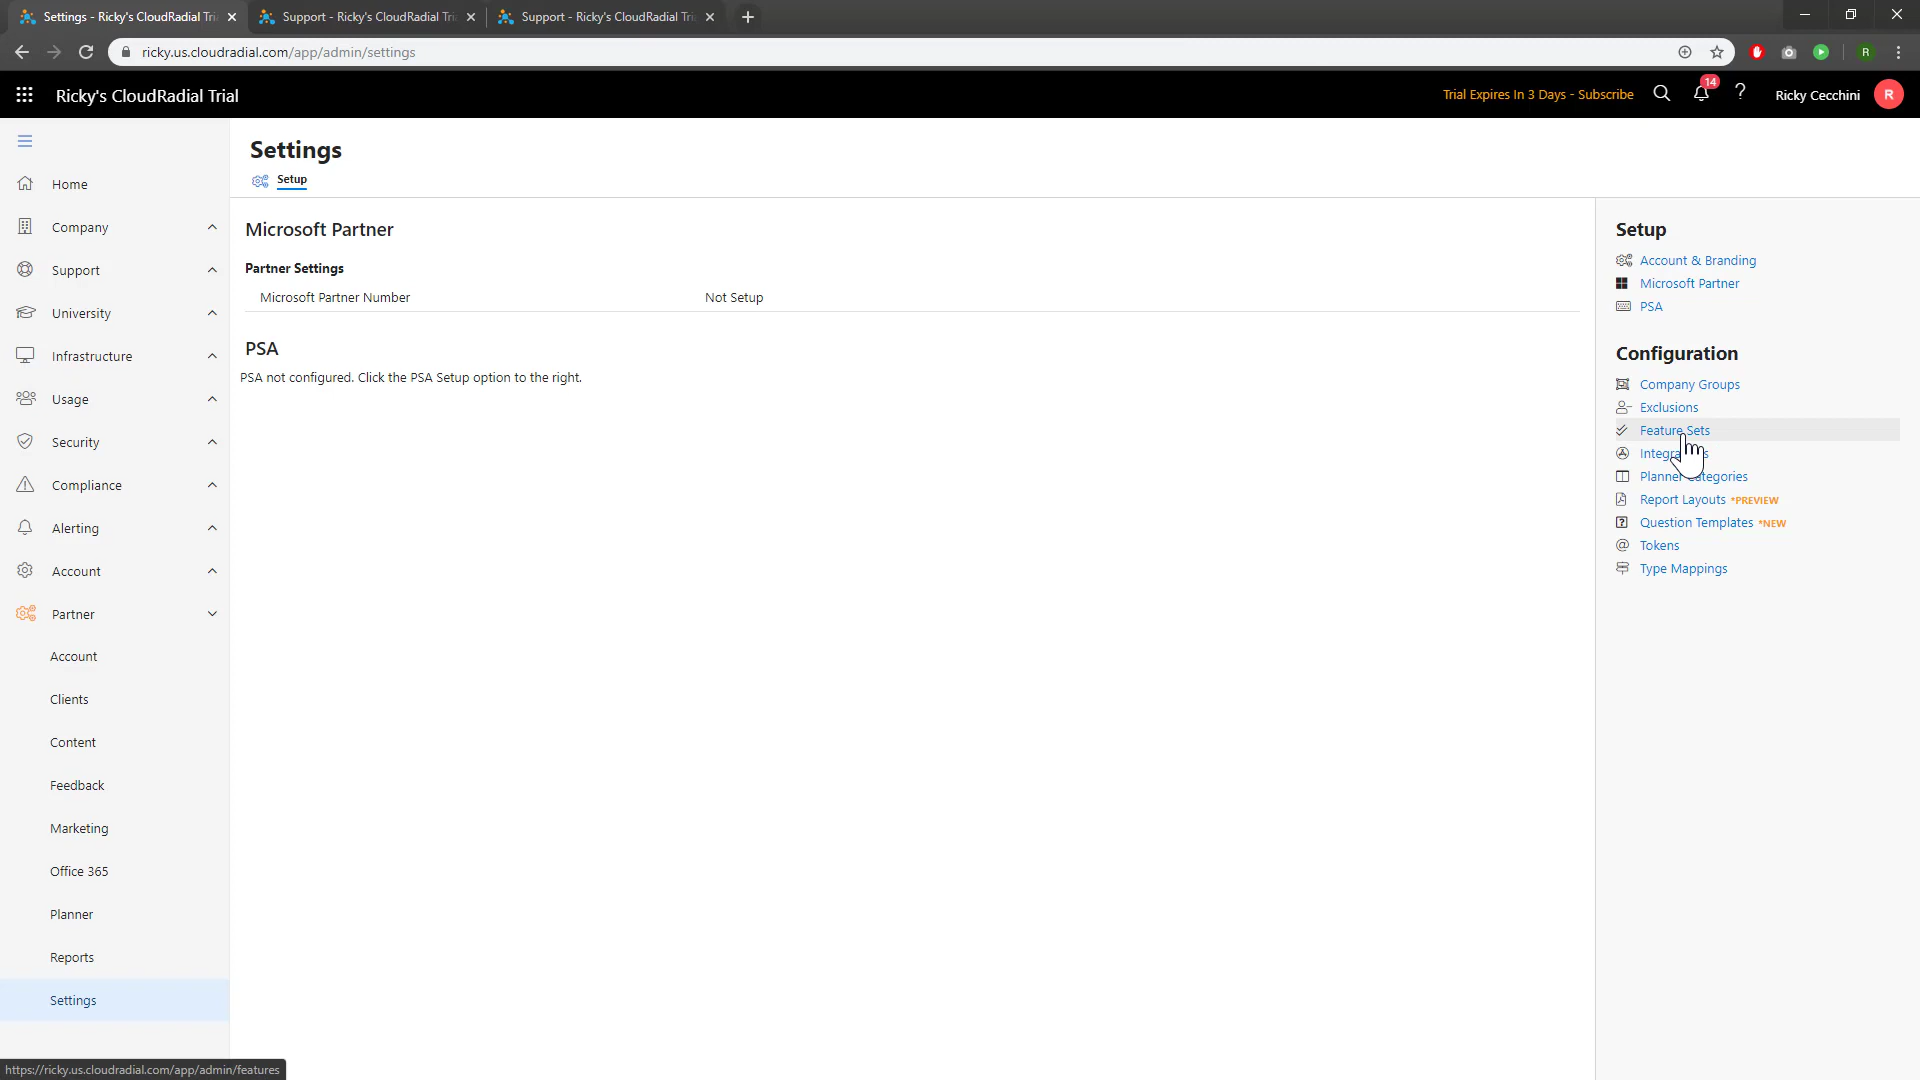 Settings - Ricky's CloudRadial Tri
Support - Ricky's CloudRadial Tri
Support - Ricky's CloudRadial Tri
ricky.us.cloudradial.com/app/admin/settings
R
Ricky's CloudRadial Trial
Trial Expires In 3 Days - Subscribe
14
?
Ricky Cecchini
R
Home
Company
Support
University
Infrastructure
Usage
Security
Compliance
Alerting
Account
Partner
Account
Clients
Content
Feedback
Marketing
Office 365
Planner
Reports
Settings
Settings
Setup
Microsoft Partner
Partner Settings
Microsoft Partner Number Not Setup
PSA
PSA not configured. Click the PSA Setup option to the right.
Setup
Account & Branding
Microsoft Partner
PSA
Configuration
Company Groups
Exclusions
Feature Sets
Planner
Report Layouts *PREVIEW
Question Templates *NEW
Tokens
Type Mappings
https://ricky.us.cloudradial.com/app/admin/features